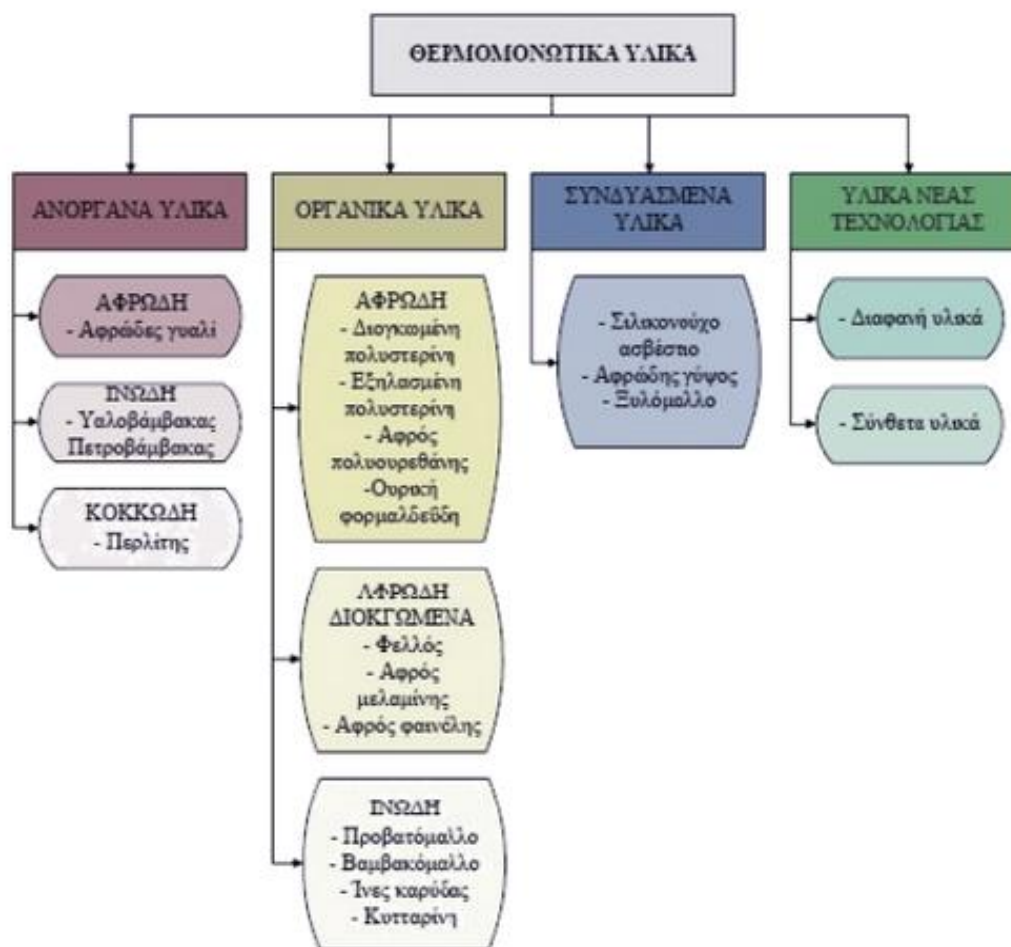 ΘΕΡΜΟΜΟΝΩΤΙΚΑ ΥΛΙΚΑ
ΑΝΟΡΓΑΝΑ ΥΛΙΚΑ
ΑΦΡΩΔΗ
- Αφράδες γυαλί
ΙΝΩΔΗ
- Υαλοβάμβακας
Πετροβάμβακας
ΚΟΚΚΩΔΗ
- Περλίτης
ΟΡΓΑΝΙΚΑ ΥΛΙΚΑ
ΑΦΡΩΔΗ
- Διογκωμένη
πολυστερίνη
- Εξηλασμένη
πολυστερίνη
- Αφρός
πολυουρεθάνης
-Ουρική
φορμαλδεΰδη
ΑΦΡΩΔΗ
ΔΙΟΚΓΩΜΕΝΑ
- Φελλός
- Αφρός
μελαμίνης
- Αφρός φαινέλης
ΙΝΩΔΗ
- Προβατόμαλλο
- Βαμβακόμαλλο
- Ίνες καρύδας
- Κυτταρίνη
ΣΥΝΔΥΑΣΜΕΝΑ
ΥΛΙΚΑ
- Σιλικονούχο
ασβέστιο
- Αφρώδης γύψος
- Ξυλόμαλλο
ΥΛΙΚΑ ΝΕΑΣ
ΤΕΧΝΟΛΟΓΙΑΣ
- Διαφανή υλικά
- Σύνθετα υλικά